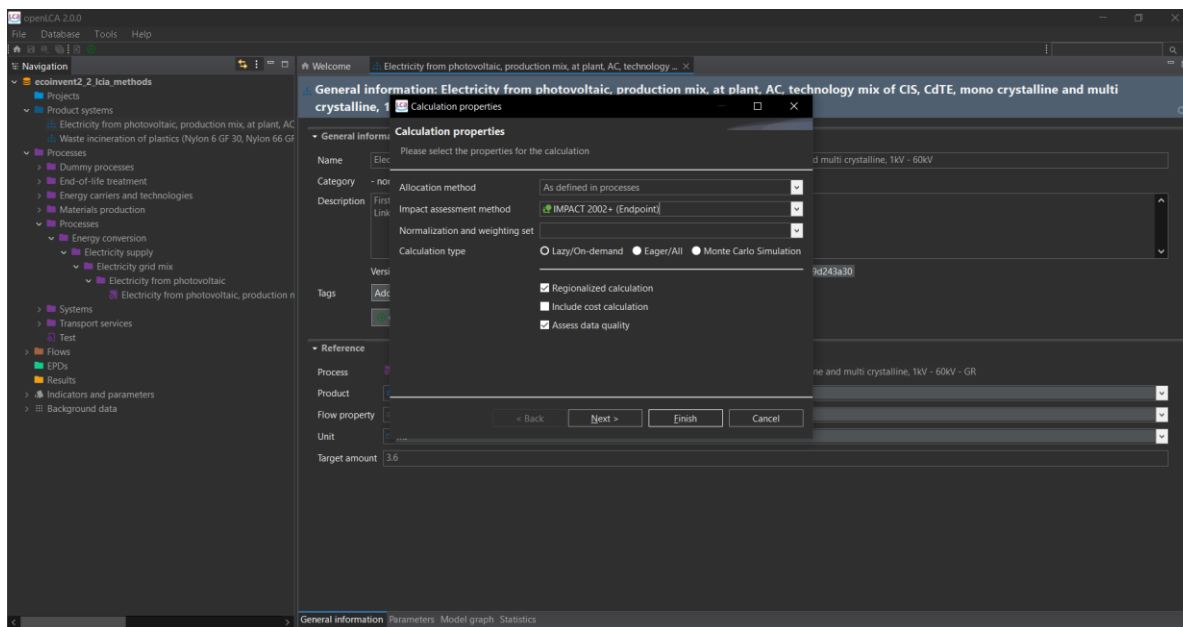 openLCA 2.0.0
File Database Tools Help
Navigation
ecoinvent2_2_lcia_methods
Projects
Product systems
Electricity from photovoltaic, production mix, at plant, AC
Waste incineration of plastics (Nylon 6 GF 30, Nylon 66 GF
Processes
Dummy processes
End-of-life treatment
Energy carriers and technologies
Materials production
Processes
Energy conversion
Electricity supply
Electricity grid mix
Electricity from photovoltaic
Electricity from photovoltaic, production n
Systems
Transport services
Test
Flows
EPDs
Results
Indicators and parameters
Background data
Welcome
Electricity from photovoltaic, production mix, at plant, AC, technology ...
General information: Electricity from photovoltaic, production mix, at plant, AC, technology mix of CIS, CdTE, mono crystalline and multi
crystalline, 1
General informa
Name Elec d multi crystalline, 1kV - 60kV
Category - no
Description First
Link
Versi 9d243a30
Tags Add
Reference
Process ne and multi crystalline, 1kV - 60kV - GR
Product
Flow property
Unit
Target amount 3.6
LCA Calculation properties
Calculation properties
Please select the properties for the calculation
Allocation method As defined in processes
Impact assessment method IMPACT 2002+ (Endpoint)
Normalization and weighting set
Calculation type Lazy/On-demand Eager/All Monte Carlo Simulation
Regionalized calculation
Include cost calculation
Assess data quality
< Back Next > Finish Cancel
General information Parameters Model graph Statistics